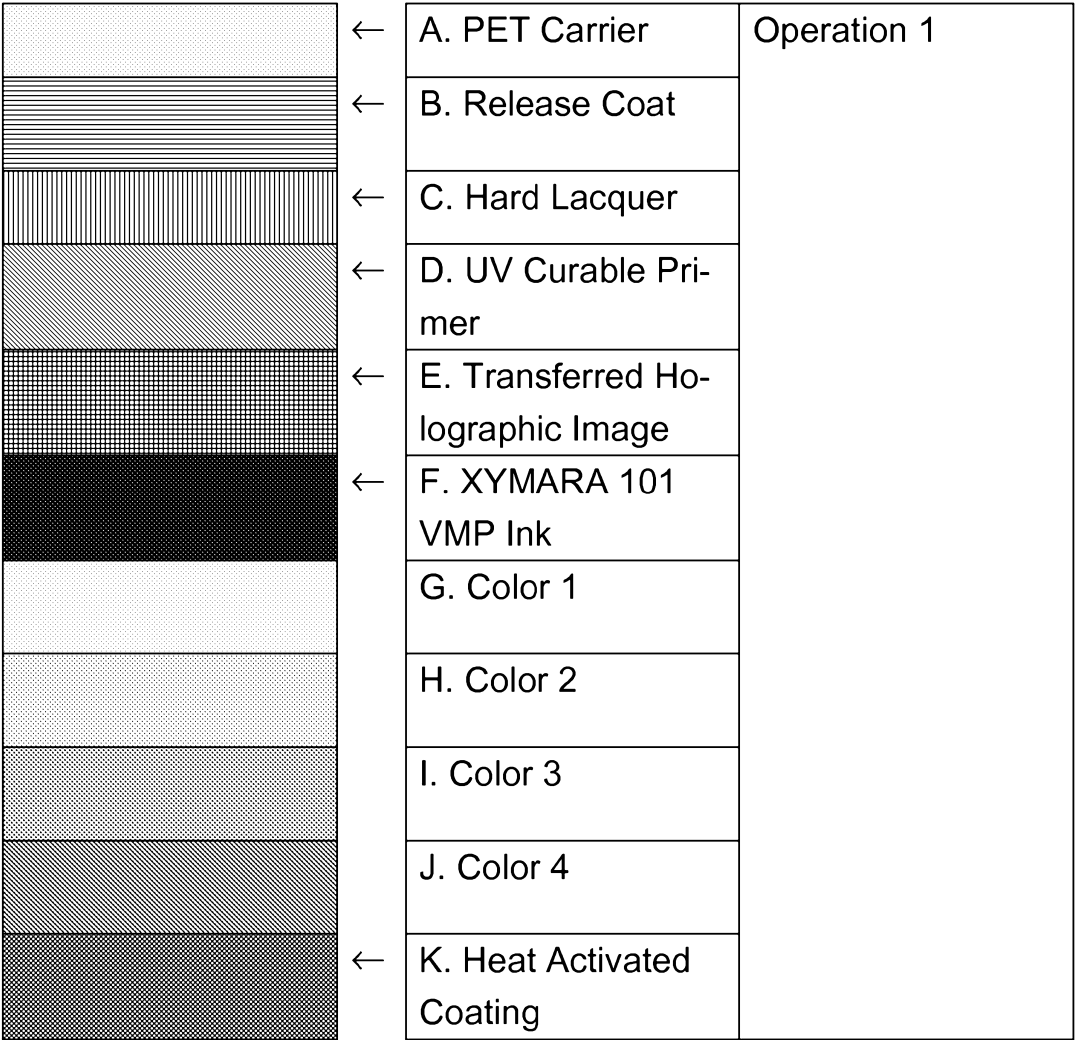 ← A. PET Carrier Operation 1
← B. Release Coat
← C. Hard Lacquer
← D. UV Curable Pri-
mer
← E. Transferred Ho-
lographic Image
← F. XYMARA 101
VMP Ink
G. Color 1
H. Color 2
I. Color 3
J. Color 4
← K. Heat Activated
Coating